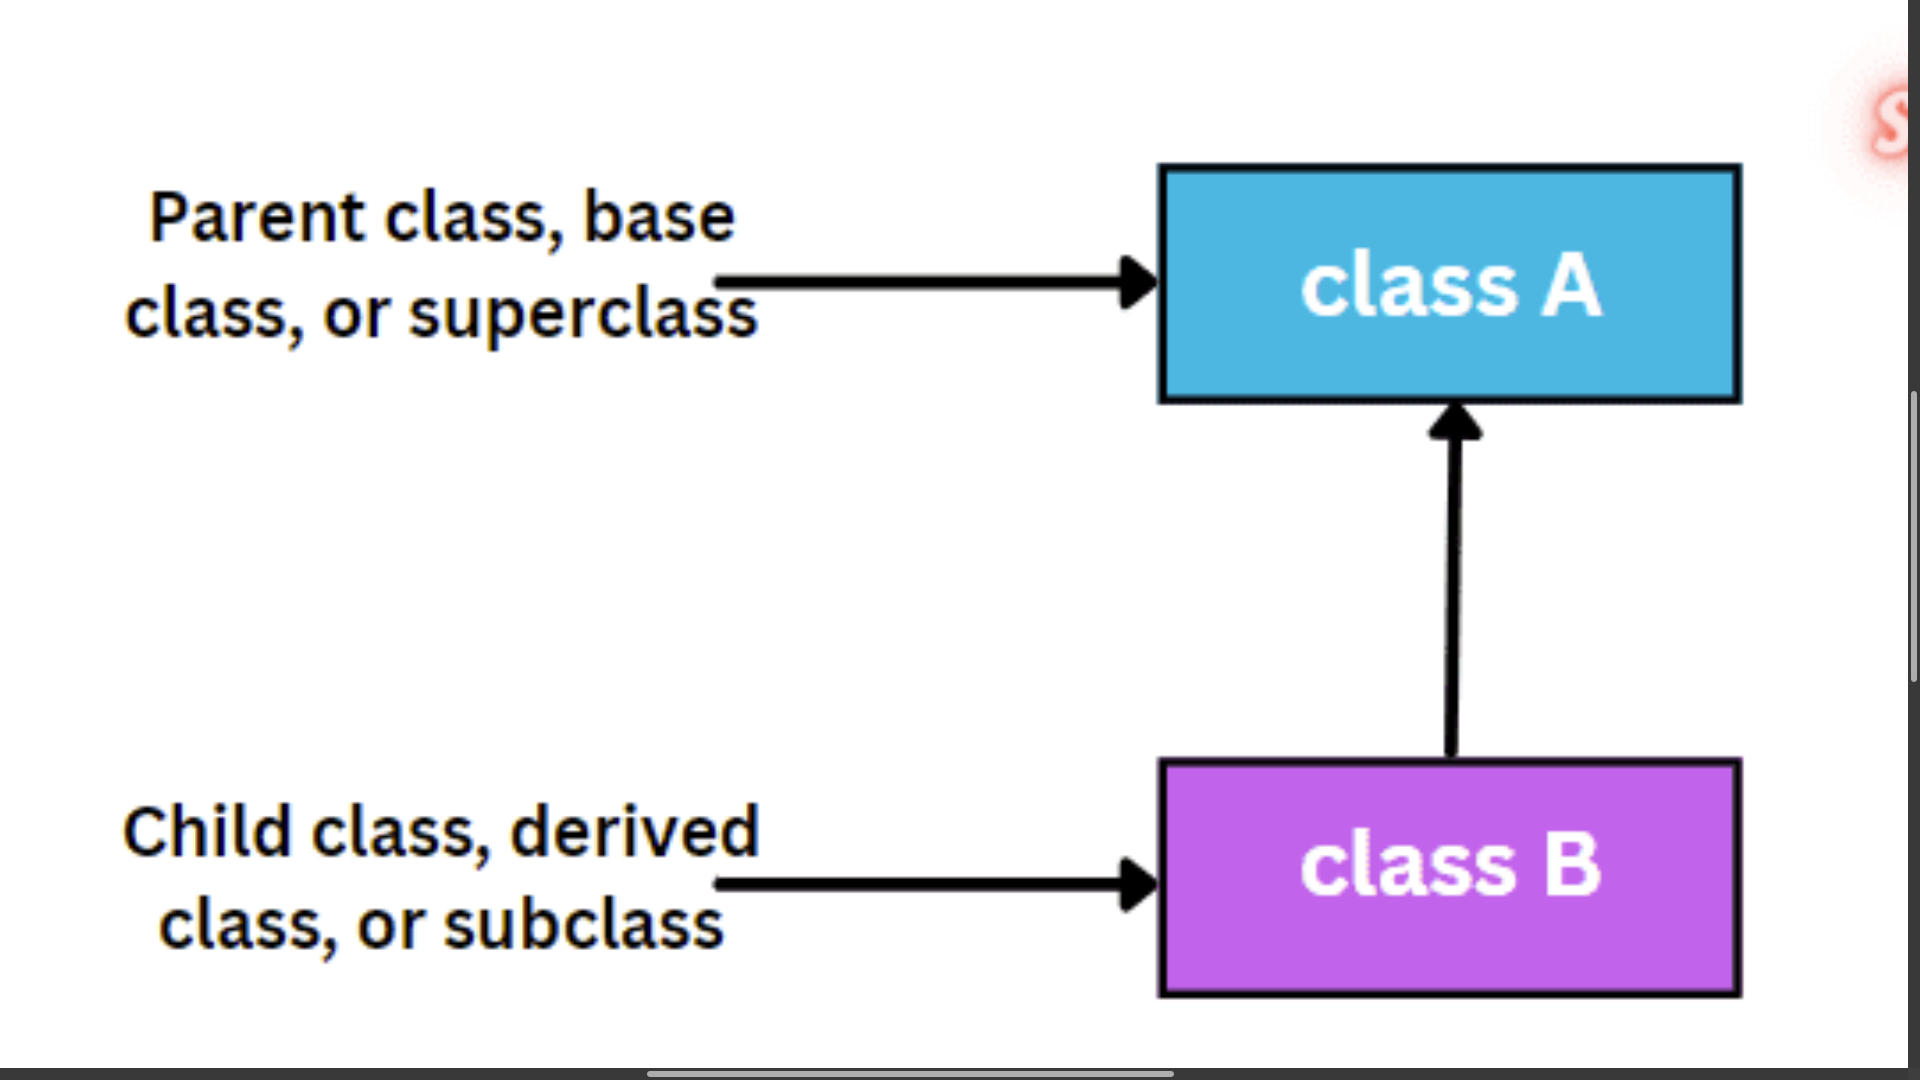 Parent class, base
class, or superclass
class A
Child class, derived
class, or subclass
class B